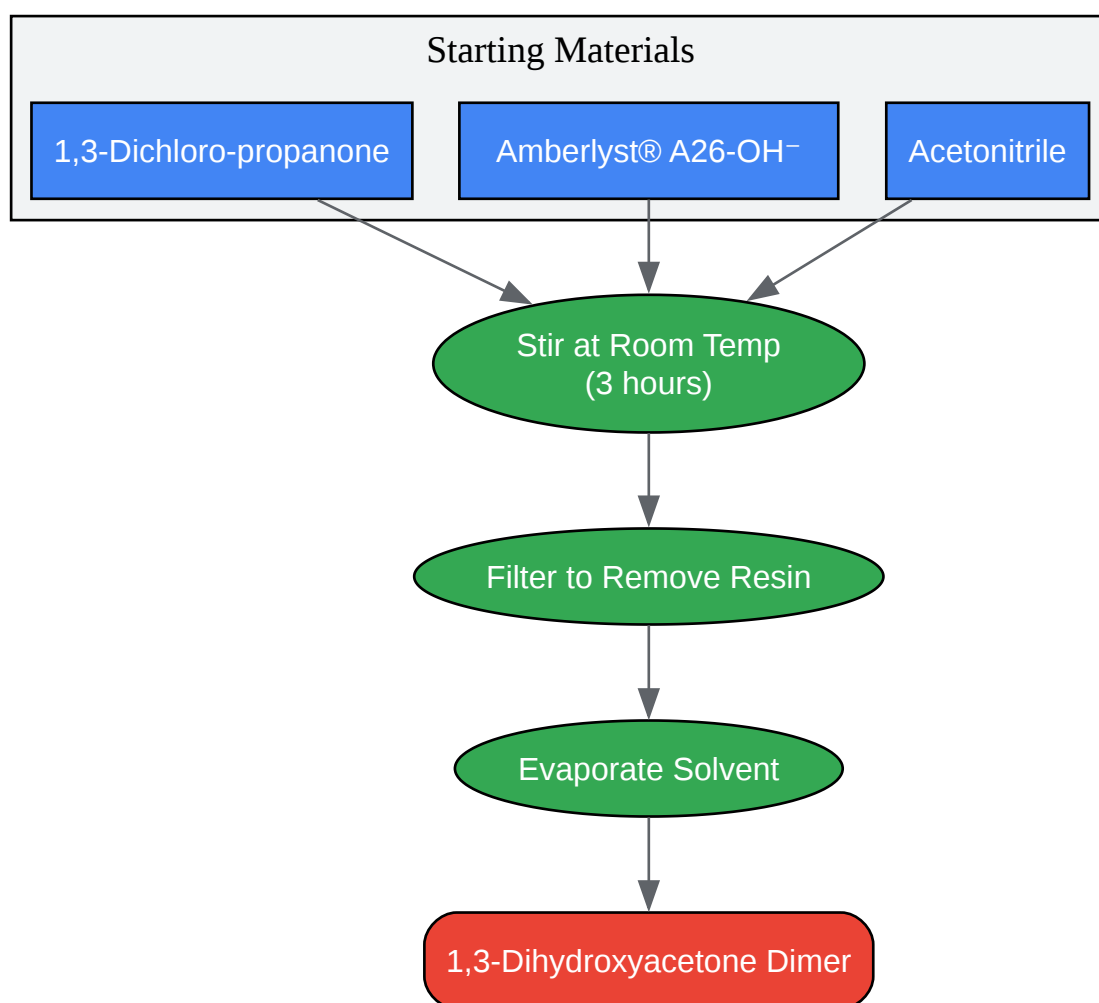 Starting Materials
1,3-Dichloro-propanone
Amberlyst® A26-OH⁻
Acetonitrile
Stir at Room Temp
(3 hours)
Filter to Remove Resin
Evaporate Solvent
1,3-Dihydroxyacetone Dimer